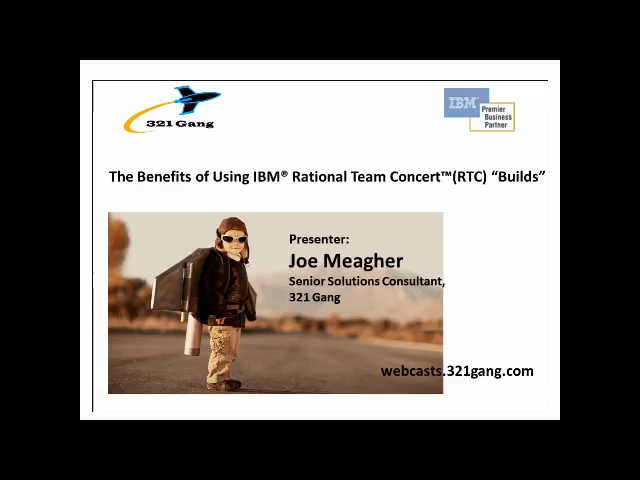 321 Gang
IBM®
Premier
Business
Partner
The Benefits of Using IBM® Rational Team Concert™(RTC) “Builds”
Presenter:
Joe Meagher
Senior Solutions Consultant,
321 Gang
webcasts.321gang.com